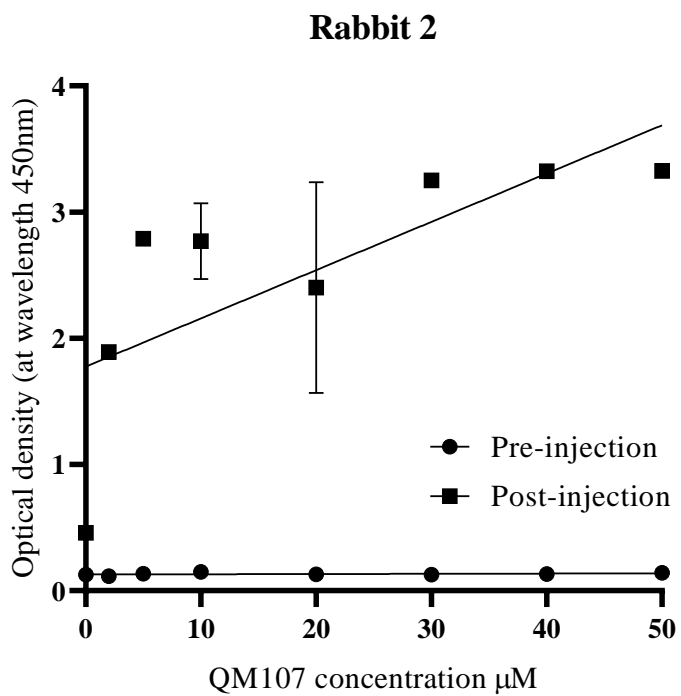 Rabbit 2
Optical density (at wavelength 450nm)
4
3
2
1
0
Pre-injection
Post-injection
0 10 20 30 40 50
QM107 concentration μM